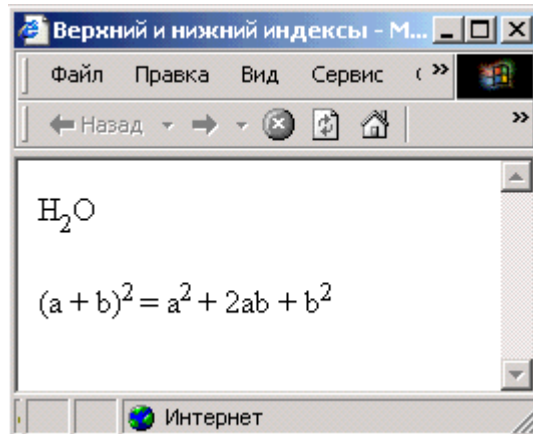 Верхний и нижний индексы - М...
Файл Правка Вид Сервис ( »
Назад »
H₂O
(a + b)² = a² + 2ab + b²
Интернет